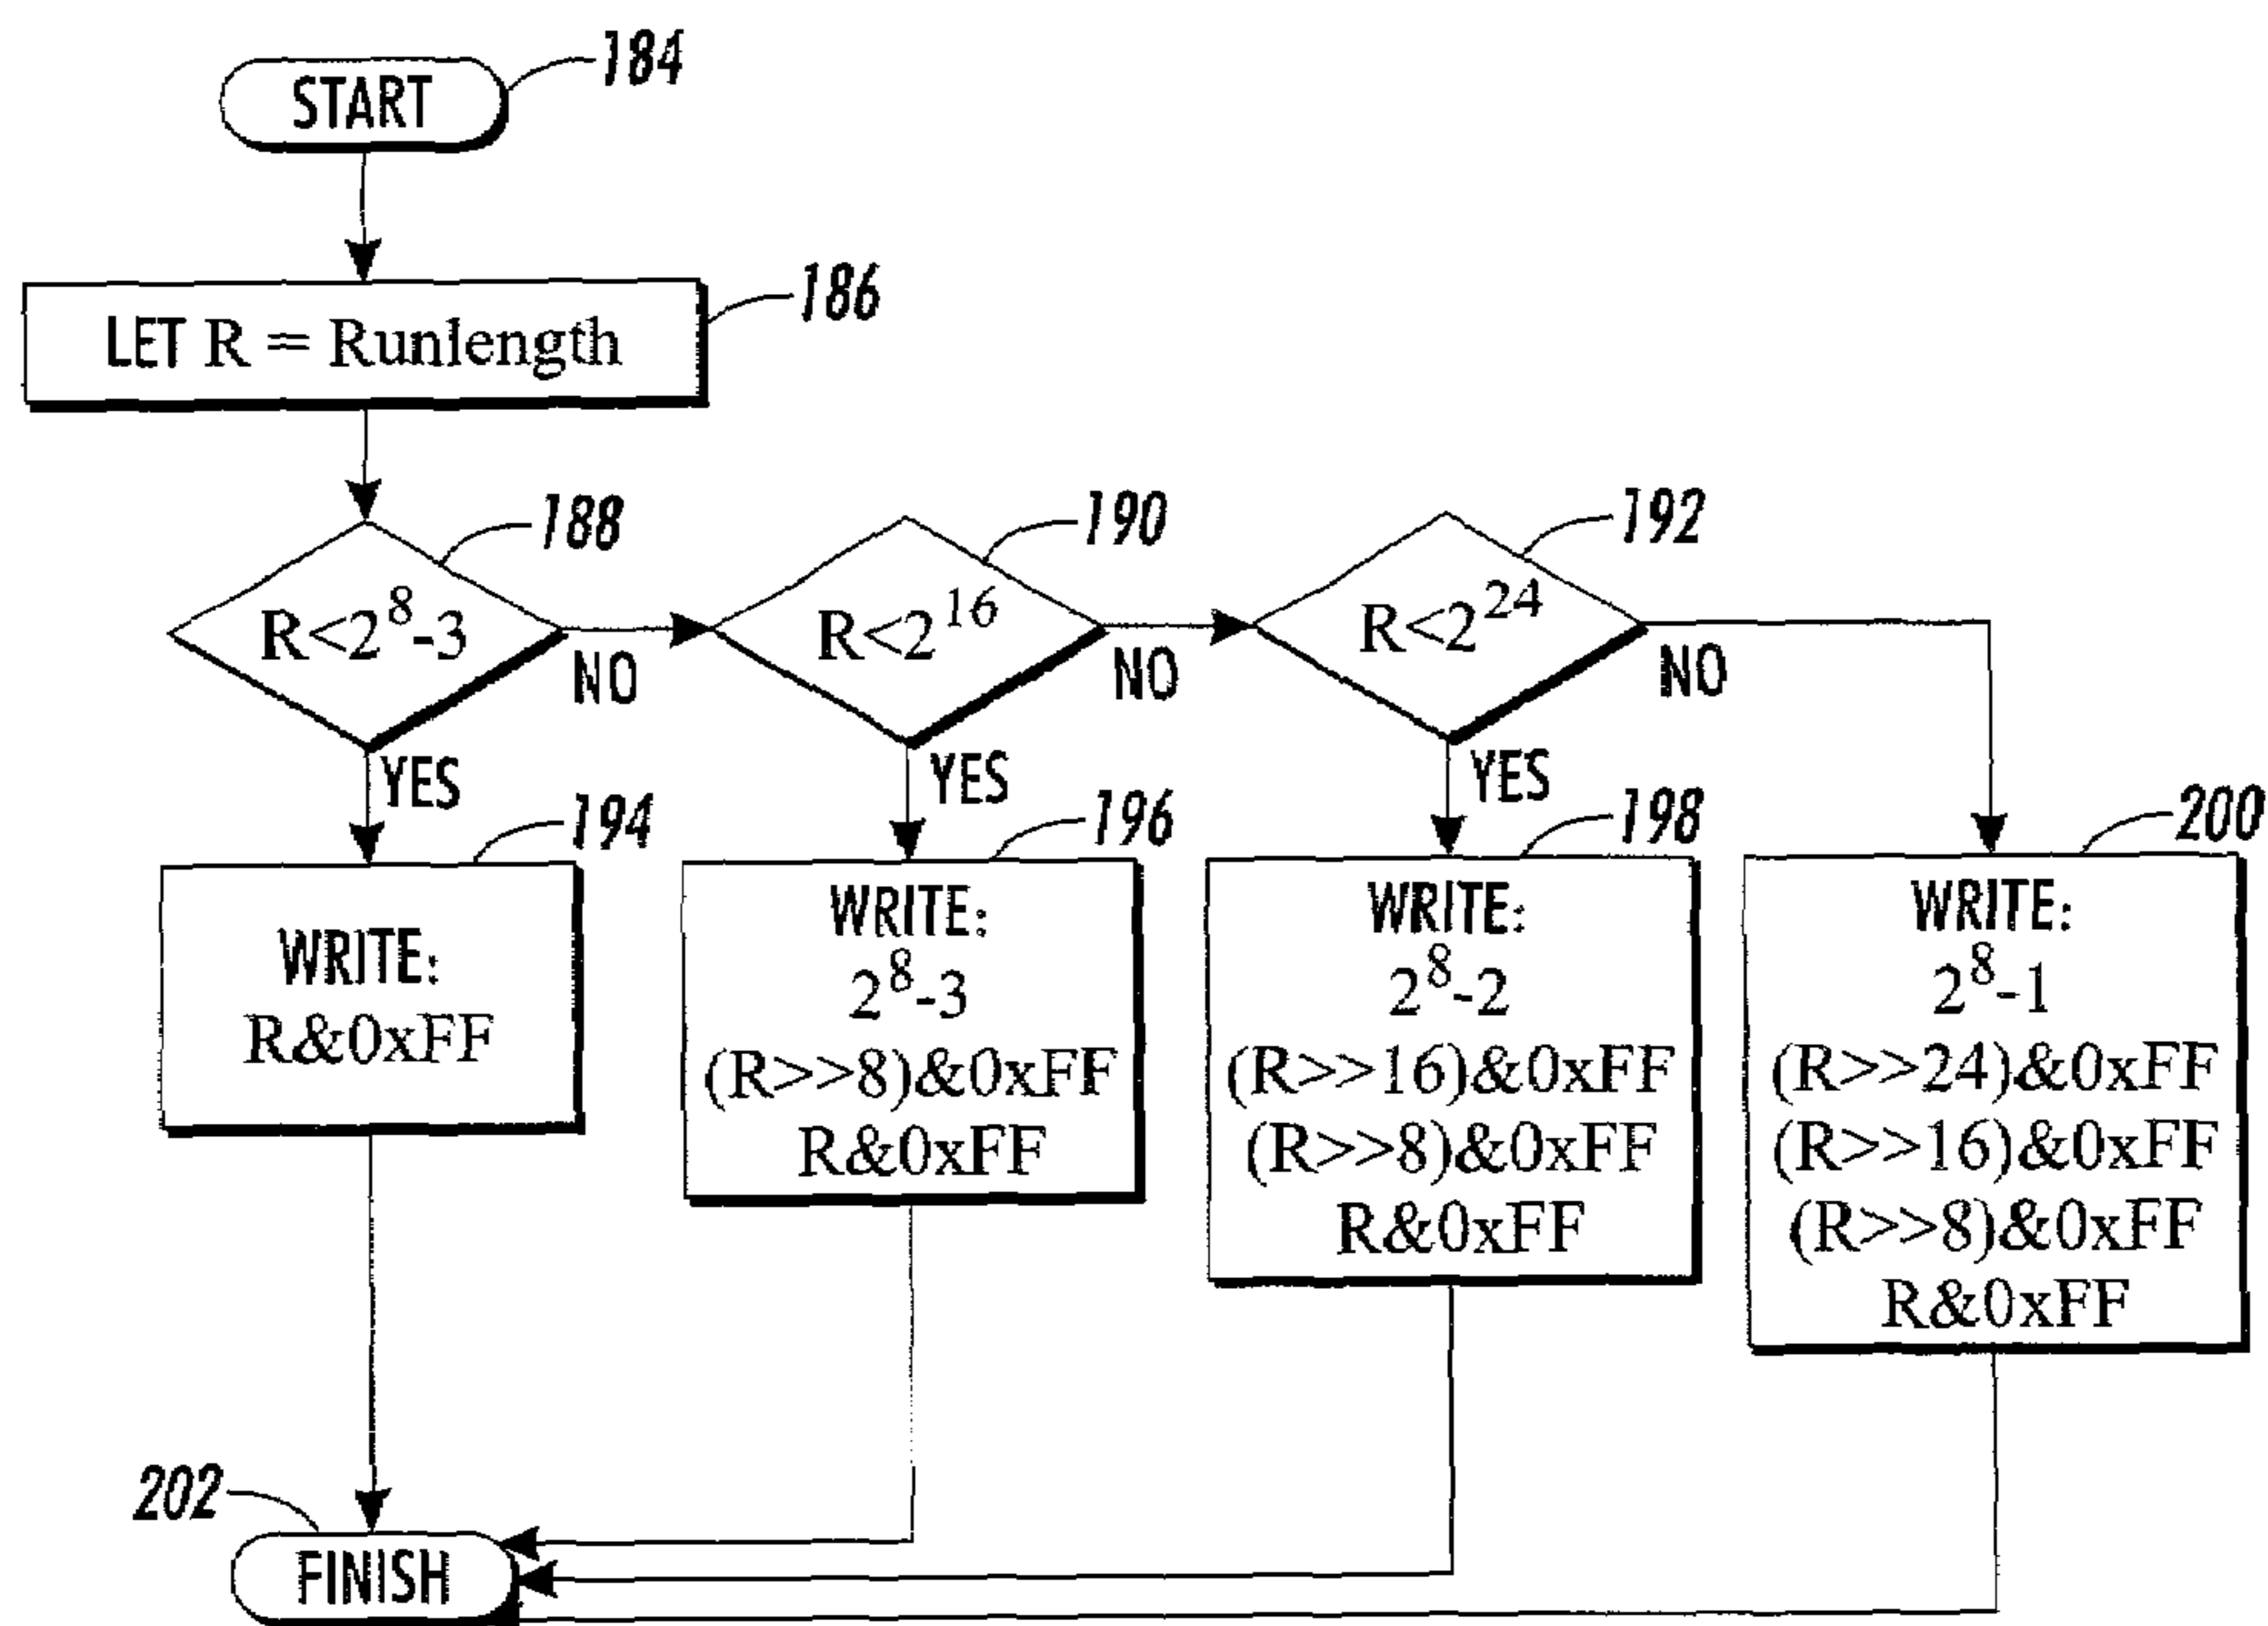 START
184
LET R = Runlength
186
188
190
192
R<2^8-3
R<2^16
R<2^24
NO
NO
NO
YES
YES
YES
194
196
198
200
WRITE:
R&0xFF
WRITE:
2^8-3
(R>>8)&0xFF
R&0xFF
WRITE:
2^8-2
(R>>16)&0xFF
(R>>8)&0xFF
R&0xFF
WRITE:
2^8-1
(R>>24)&0xFF
(R>>16)&0xFF
(R>>8)&0xFF
R&0xFF
202
FINISH